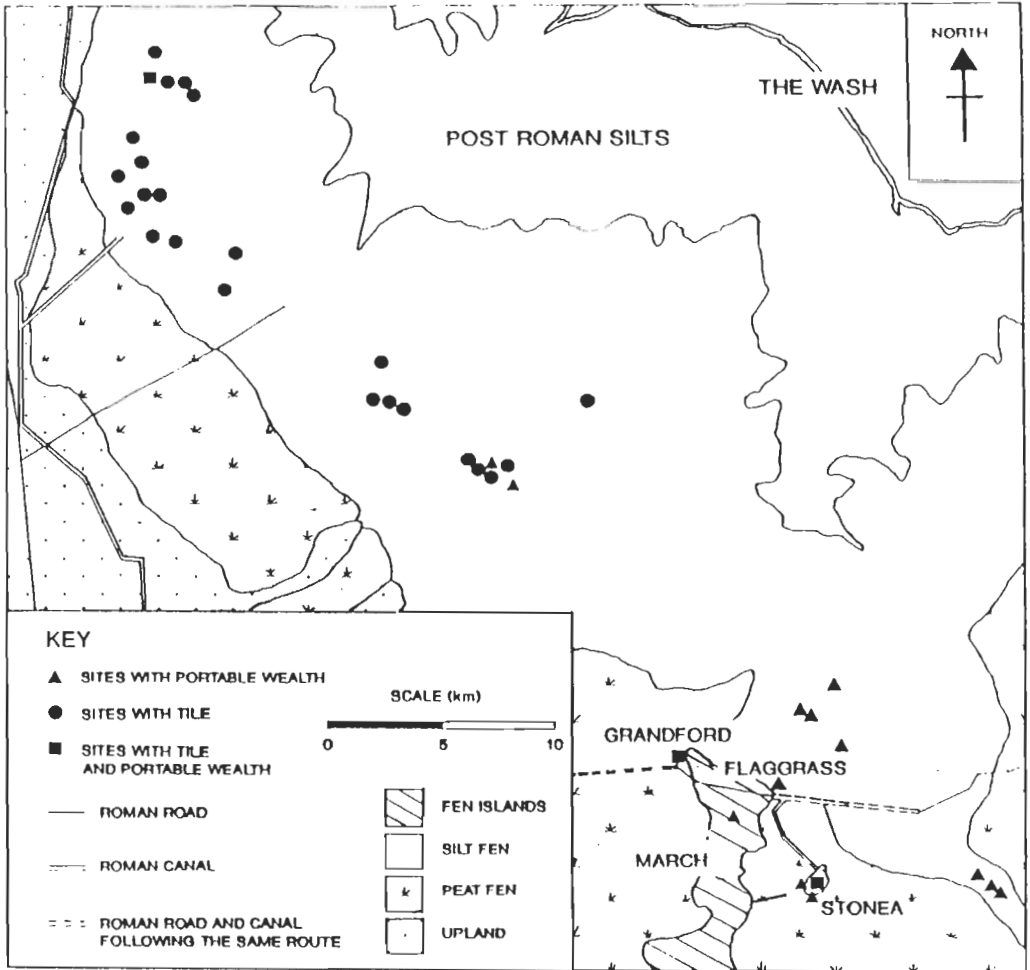 NORTH
THE WASH
POST ROMAN SILTS
GRANDFORD
FLAGGRASS
MARCH
STONEA
KEY
SITES WITH PORTABLE WEALTH
SITES WITH TILE
SITES WITH TILE
AND PORTABLE WEALTH
ROMAN ROAD
ROMAN CANAL
ROMAN ROAD AND CANAL
FOLLOWING THE SAME ROUTE
SCALE (km)
0 5 10
FEN ISLANDS
SILT FEN
PEAT FEN
UPLAND